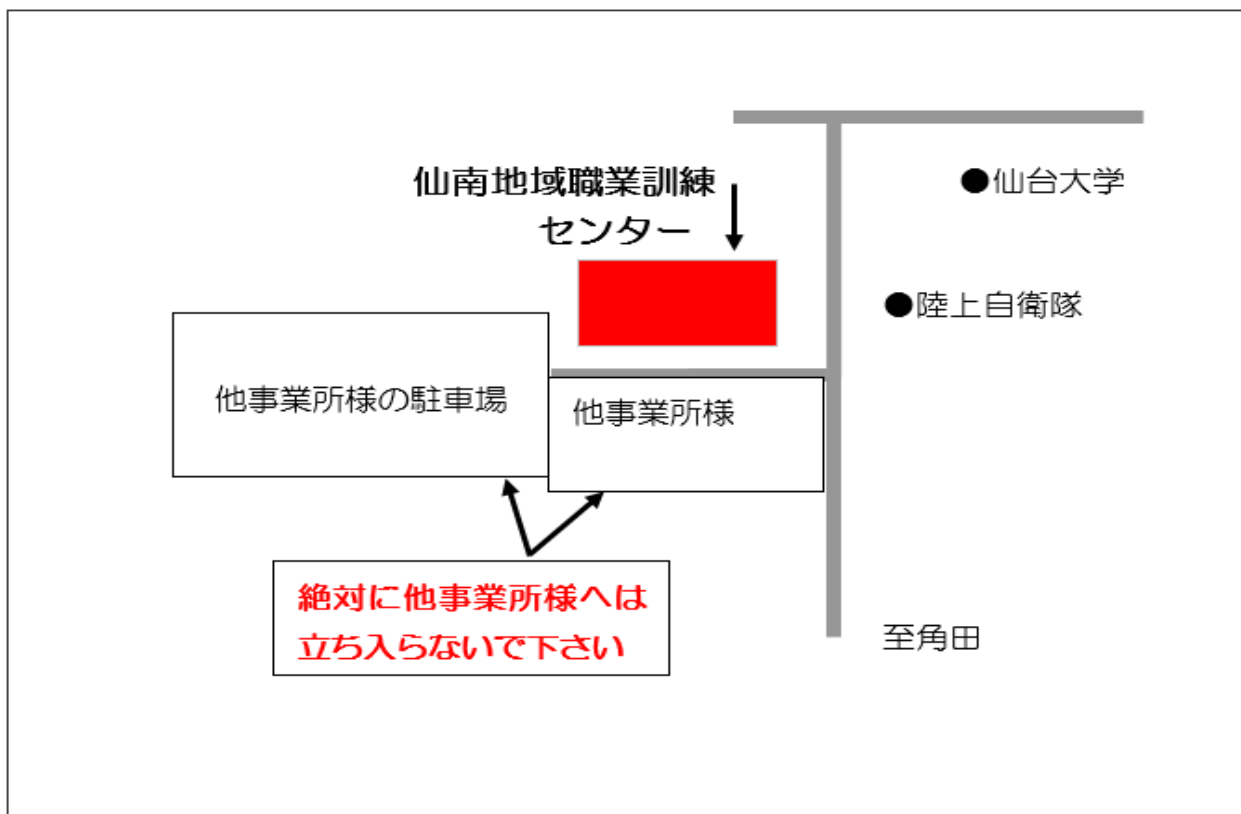 仙南地域職業訓練
センター
●仙台大学
●陸上自衛隊
他事業所様の駐車場
他事業所様
絶対に他事業所様へは
立ち入らないで下さい
至角田